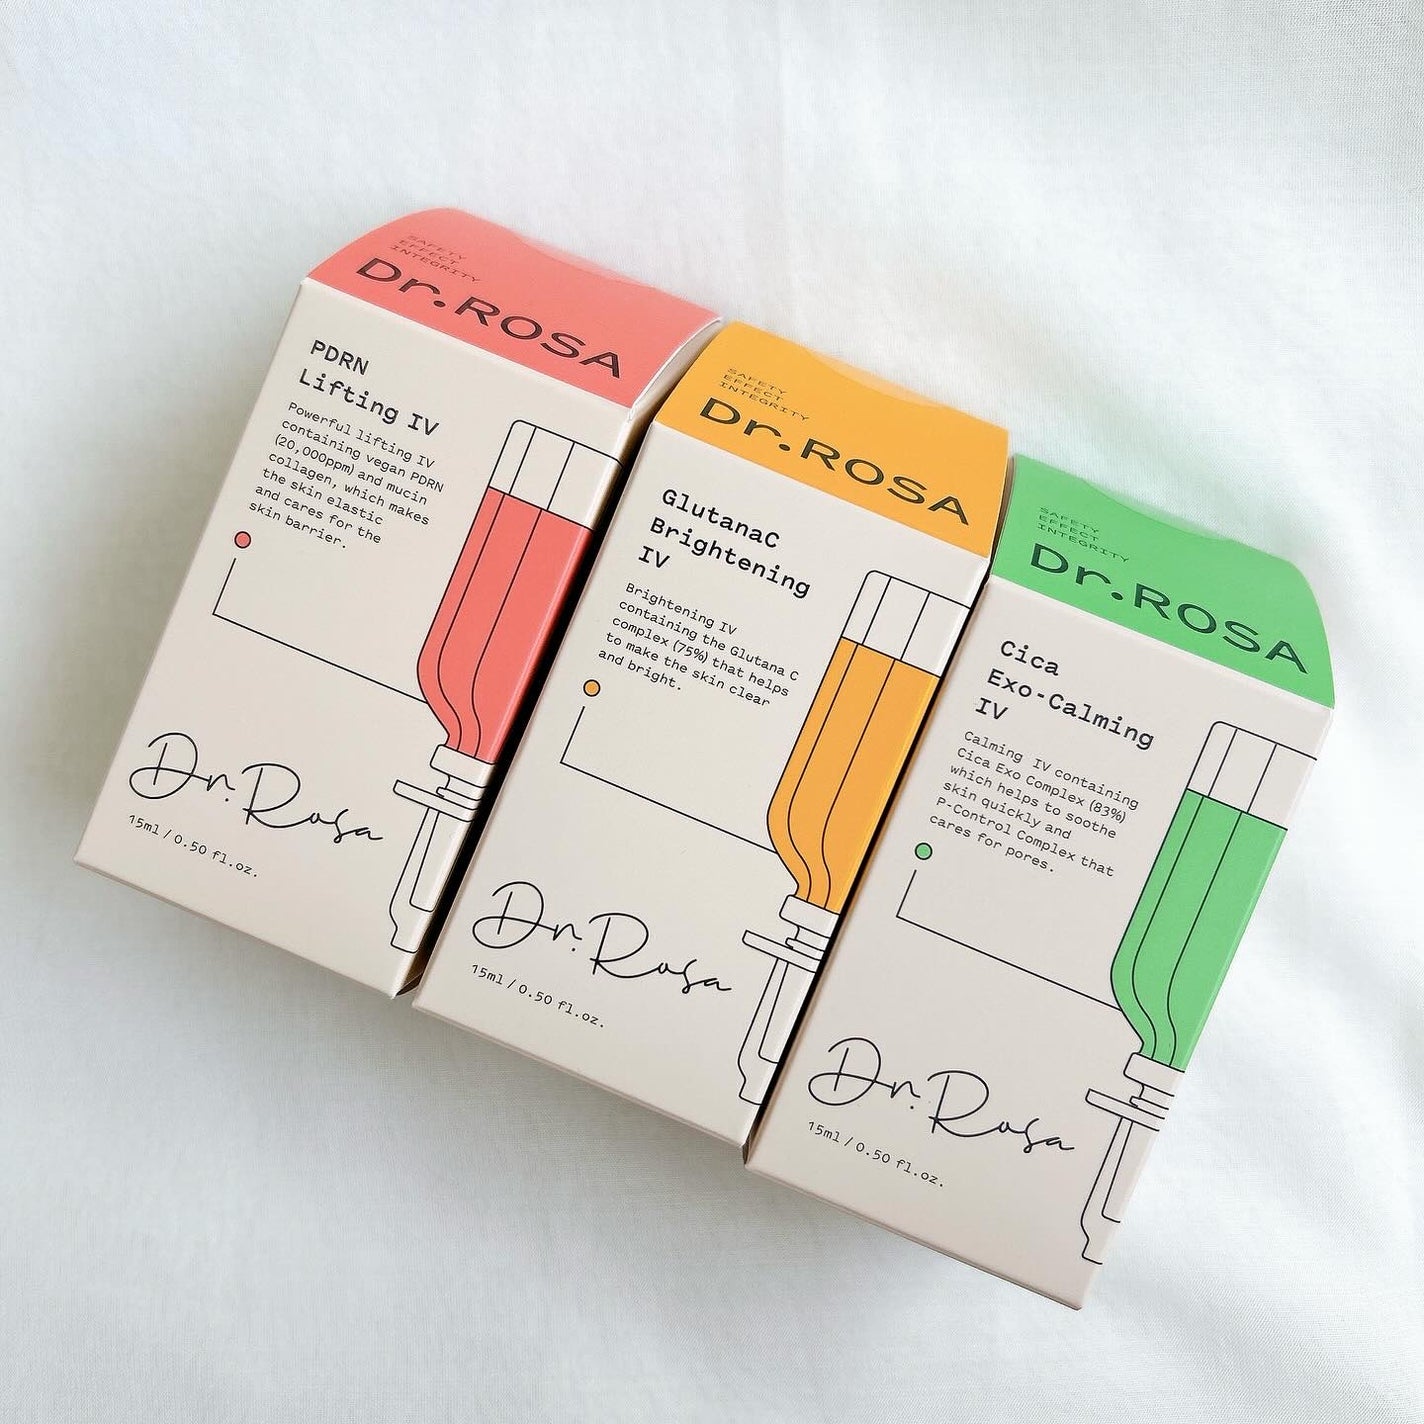 SAFETY
EFFECT
INTEGRITY
Dr.ROSA
PDRN
Lifting IV
Powerful lifting IV
containing vegan PDRN
(20,000ppm) and mucin
collagen, which makes
the skin elastic
and cares for the
skin barrier.
Dr.Rosa
15ml / 0.50 fl.oz.
SAFETY
EFFECT
INTEGRITY
Dr.ROSA
GlutanaC
Brightening
IV
Brightening IV
containing the Glutana C
complex (75%) that helps
to make the skin clear
and bright.
Dr.Rosa
15ml / 0.50 fl.oz.
SAFETY
EFFECT
INTEGRITY
Dr.ROSA
Cica
Exo-Calming
IV
Calming IV containing
Cica Exo Complex (83%)
which helps to soothe
skin quickly and
P-Control Complex that
cares for pores.
Dr.Rosa
15ml / 0.50 fl.oz.